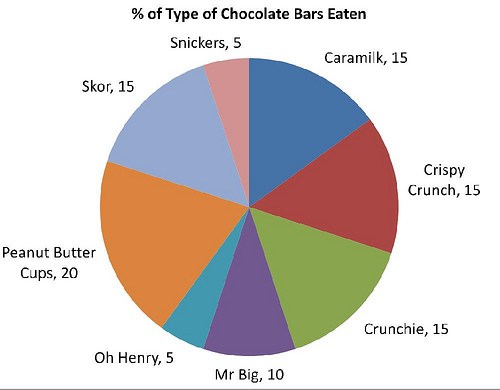 % of Type of Chocolate Bars Eaten
Snickers, 5
Caramilk, 15
Skor, 15
Crispy
Crunch, 15
Peanut Butter
Cups, 20
Crunchie, 15
Oh Henry, 5
Mr Big, 10